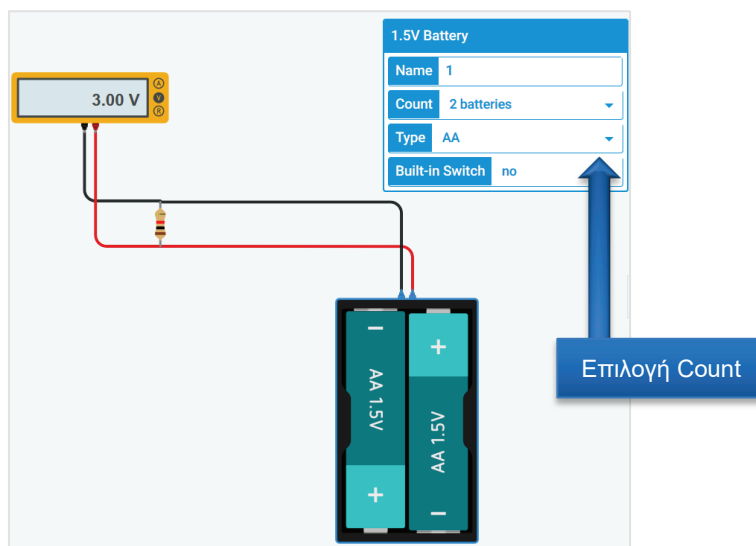 1.5V Battery
Name 1
Count 2 batteries
Type AA
Built-in Switch no
3.00 V
A
V
R
Επιλογή Count
AA 1.5V
AA 1.5V